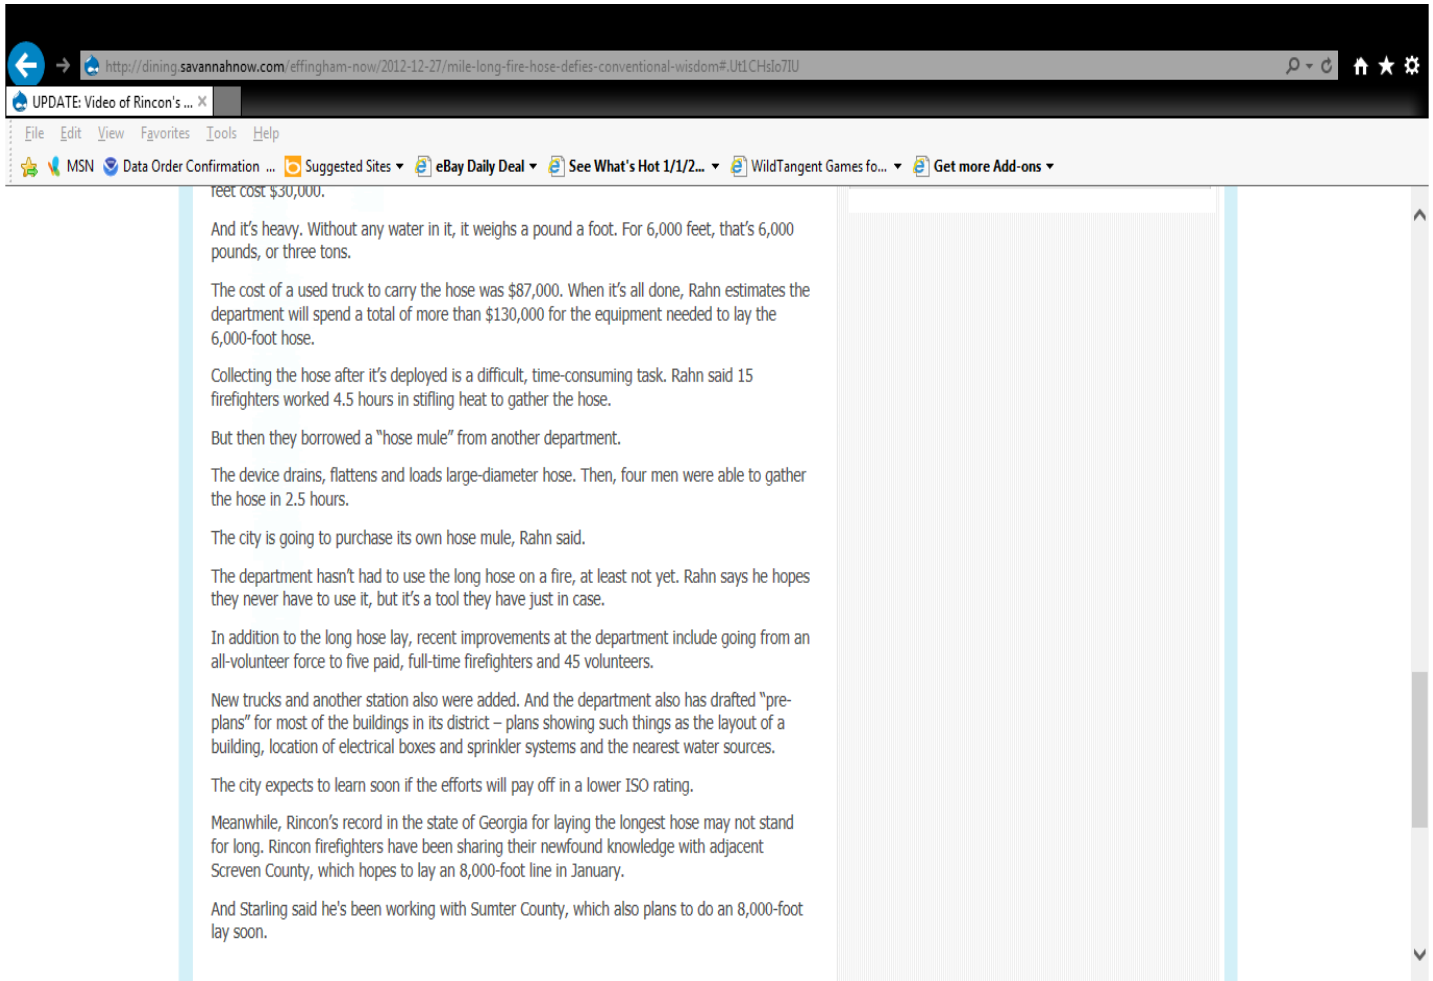 http://dining.savannahnow.com/effingham-now/2012-12-27/mile-long-fire-hose-defies-conventional-wisdom#.Ut1CHsIo7IU
UPDATE: Video of Rincon's ...
File Edit View Favorites Tools Help
MSN Data Order Confirmation ... Suggested Sites eBay Daily Deal See What's Hot 1/1/2... WildTangent Games fo... Get more Add-ons
feet cost $30,000.
And it's heavy. Without any water in it, it weighs a pound a foot. For 6,000 feet, that's 6,000
pounds, or three tons.
The cost of a used truck to carry the hose was $87,000. When it's all done, Rahn estimates the
department will spend a total of more than $130,000 for the equipment needed to lay the
6,000-foot hose.
Collecting the hose after it's deployed is a difficult, time-consuming task. Rahn said 15
firefighters worked 4.5 hours in stifling heat to gather the hose.
But then they borrowed a "hose mule" from another department.
The device drains, flattens and loads large-diameter hose. Then, four men were able to gather
the hose in 2.5 hours.
The city is going to purchase its own hose mule, Rahn said.
The department hasn't had to use the long hose on a fire, at least not yet. Rahn says he hopes
they never have to use it, but it's a tool they have just in case.
In addition to the long hose lay, recent improvements at the department include going from an
all-volunteer force to five paid, full-time firefighters and 45 volunteers.
New trucks and another station also were added. And the department also has drafted "pre-
plans" for most of the buildings in its district – plans showing such things as the layout of a
building, location of electrical boxes and sprinkler systems and the nearest water sources.
The city expects to learn soon if the efforts will pay off in a lower ISO rating.
Meanwhile, Rincon's record in the state of Georgia for laying the longest hose may not stand
for long. Rincon firefighters have been sharing their newfound knowledge with adjacent
Screven County, which hopes to lay an 8,000-foot line in January.
And Starling said he's been working with Sumter County, which also plans to do an 8,000-foot
lay soon.